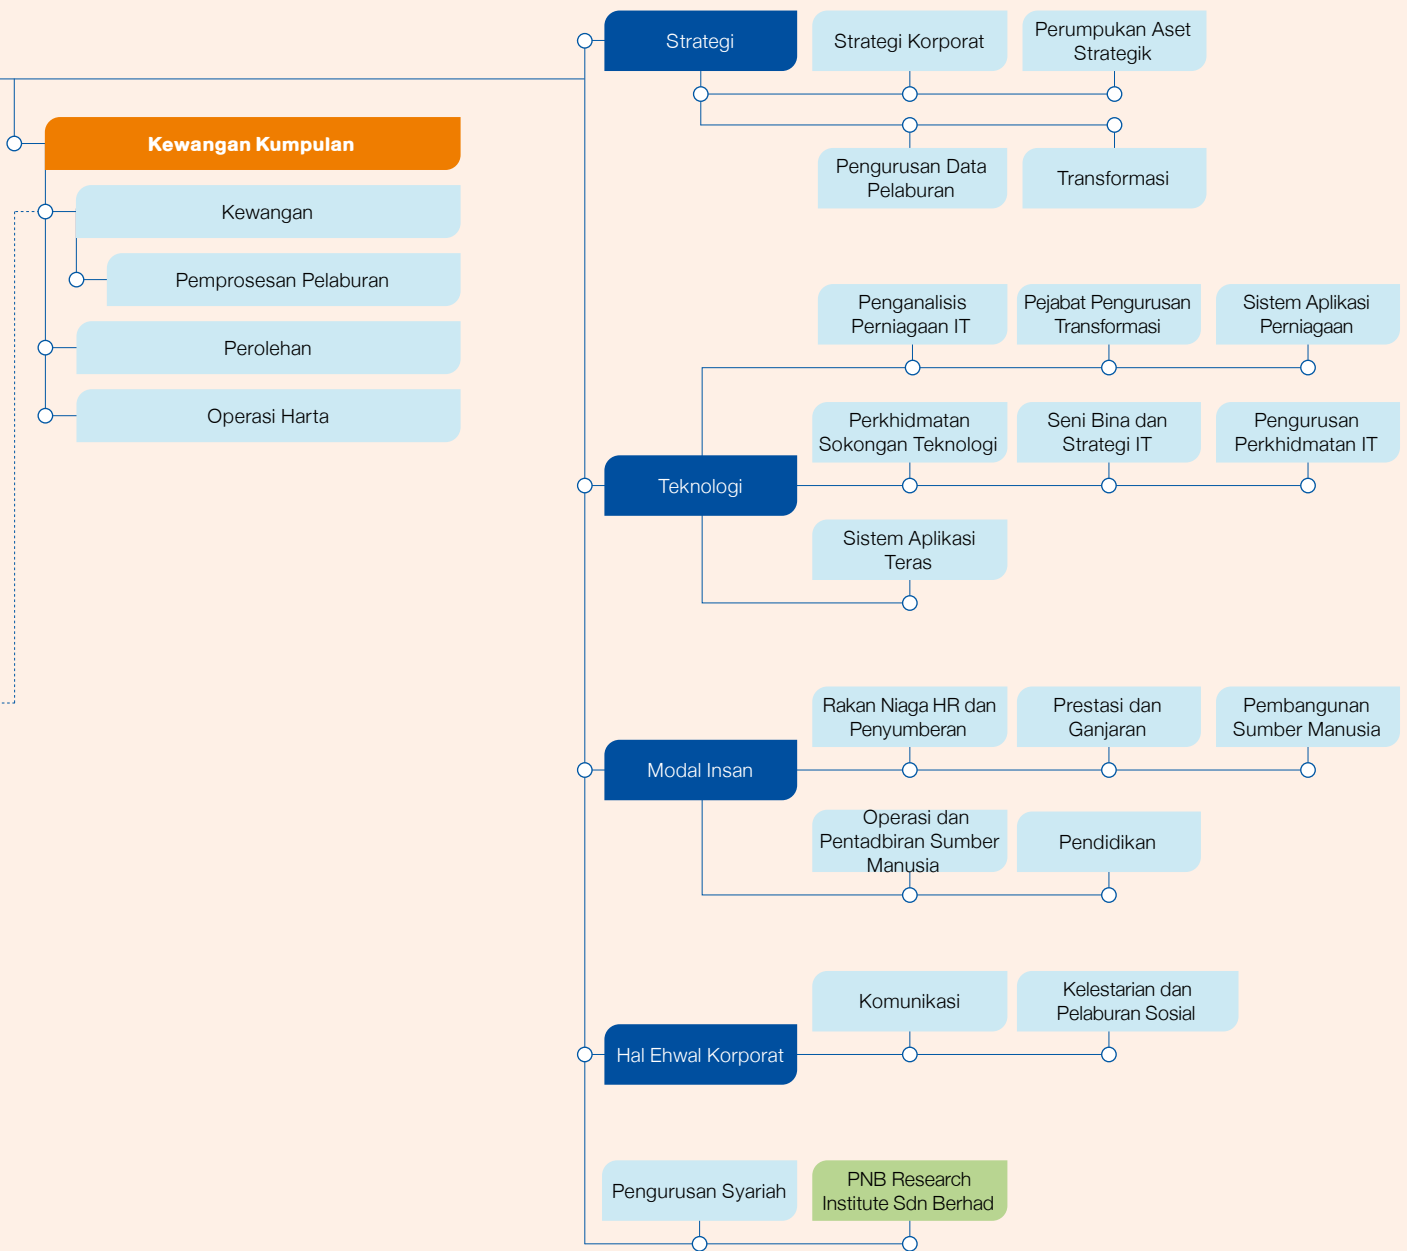 Kewangan Kumpulan
Kewangan
Pemprosesan Pelaburan
Perolehan
Operasi Harta
Strategi
Strategi Korporat
Perumpukan Aset
Strategik
Pengurusan Data
Pelaburan
Transformasi
Penganalisis
Perniagaan IT
Pejabat Pengurusan
Transformasi
Sistem Aplikasi
Perniagaan
Perkhidmatan
Sokongan Teknologi
Seni Bina dan
Strategi IT
Pengurusan
Perkhidmatan IT
Teknologi
Sistem Aplikasi
Teras
Rakan Niaga HR dan
Penyumberan
Prestasi dan
Ganjaran
Pembangunan
Sumber Manusia
Modal Insan
Operasi dan
Pentadbiran Sumber
Manusia
Pendidikan
Komunikasi
Kelestarian dan
Pelaburan Sosial
Hal Ehwal Korporat
Pengurusan Syariah
PNB Research
Institute Sdn Berhad